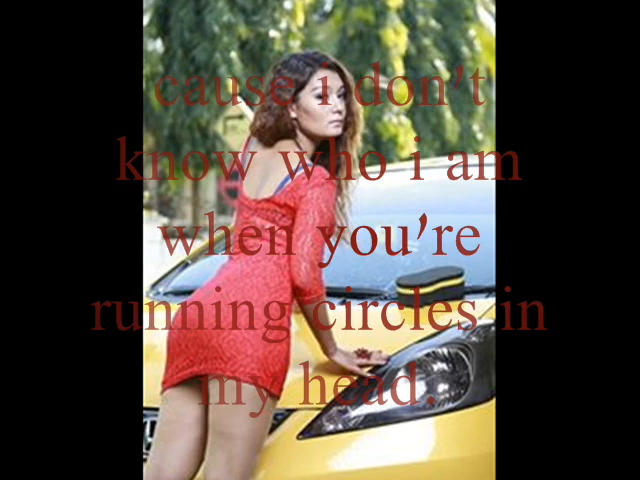 cause i don't
know who i am
when you're
running circles in
my head.